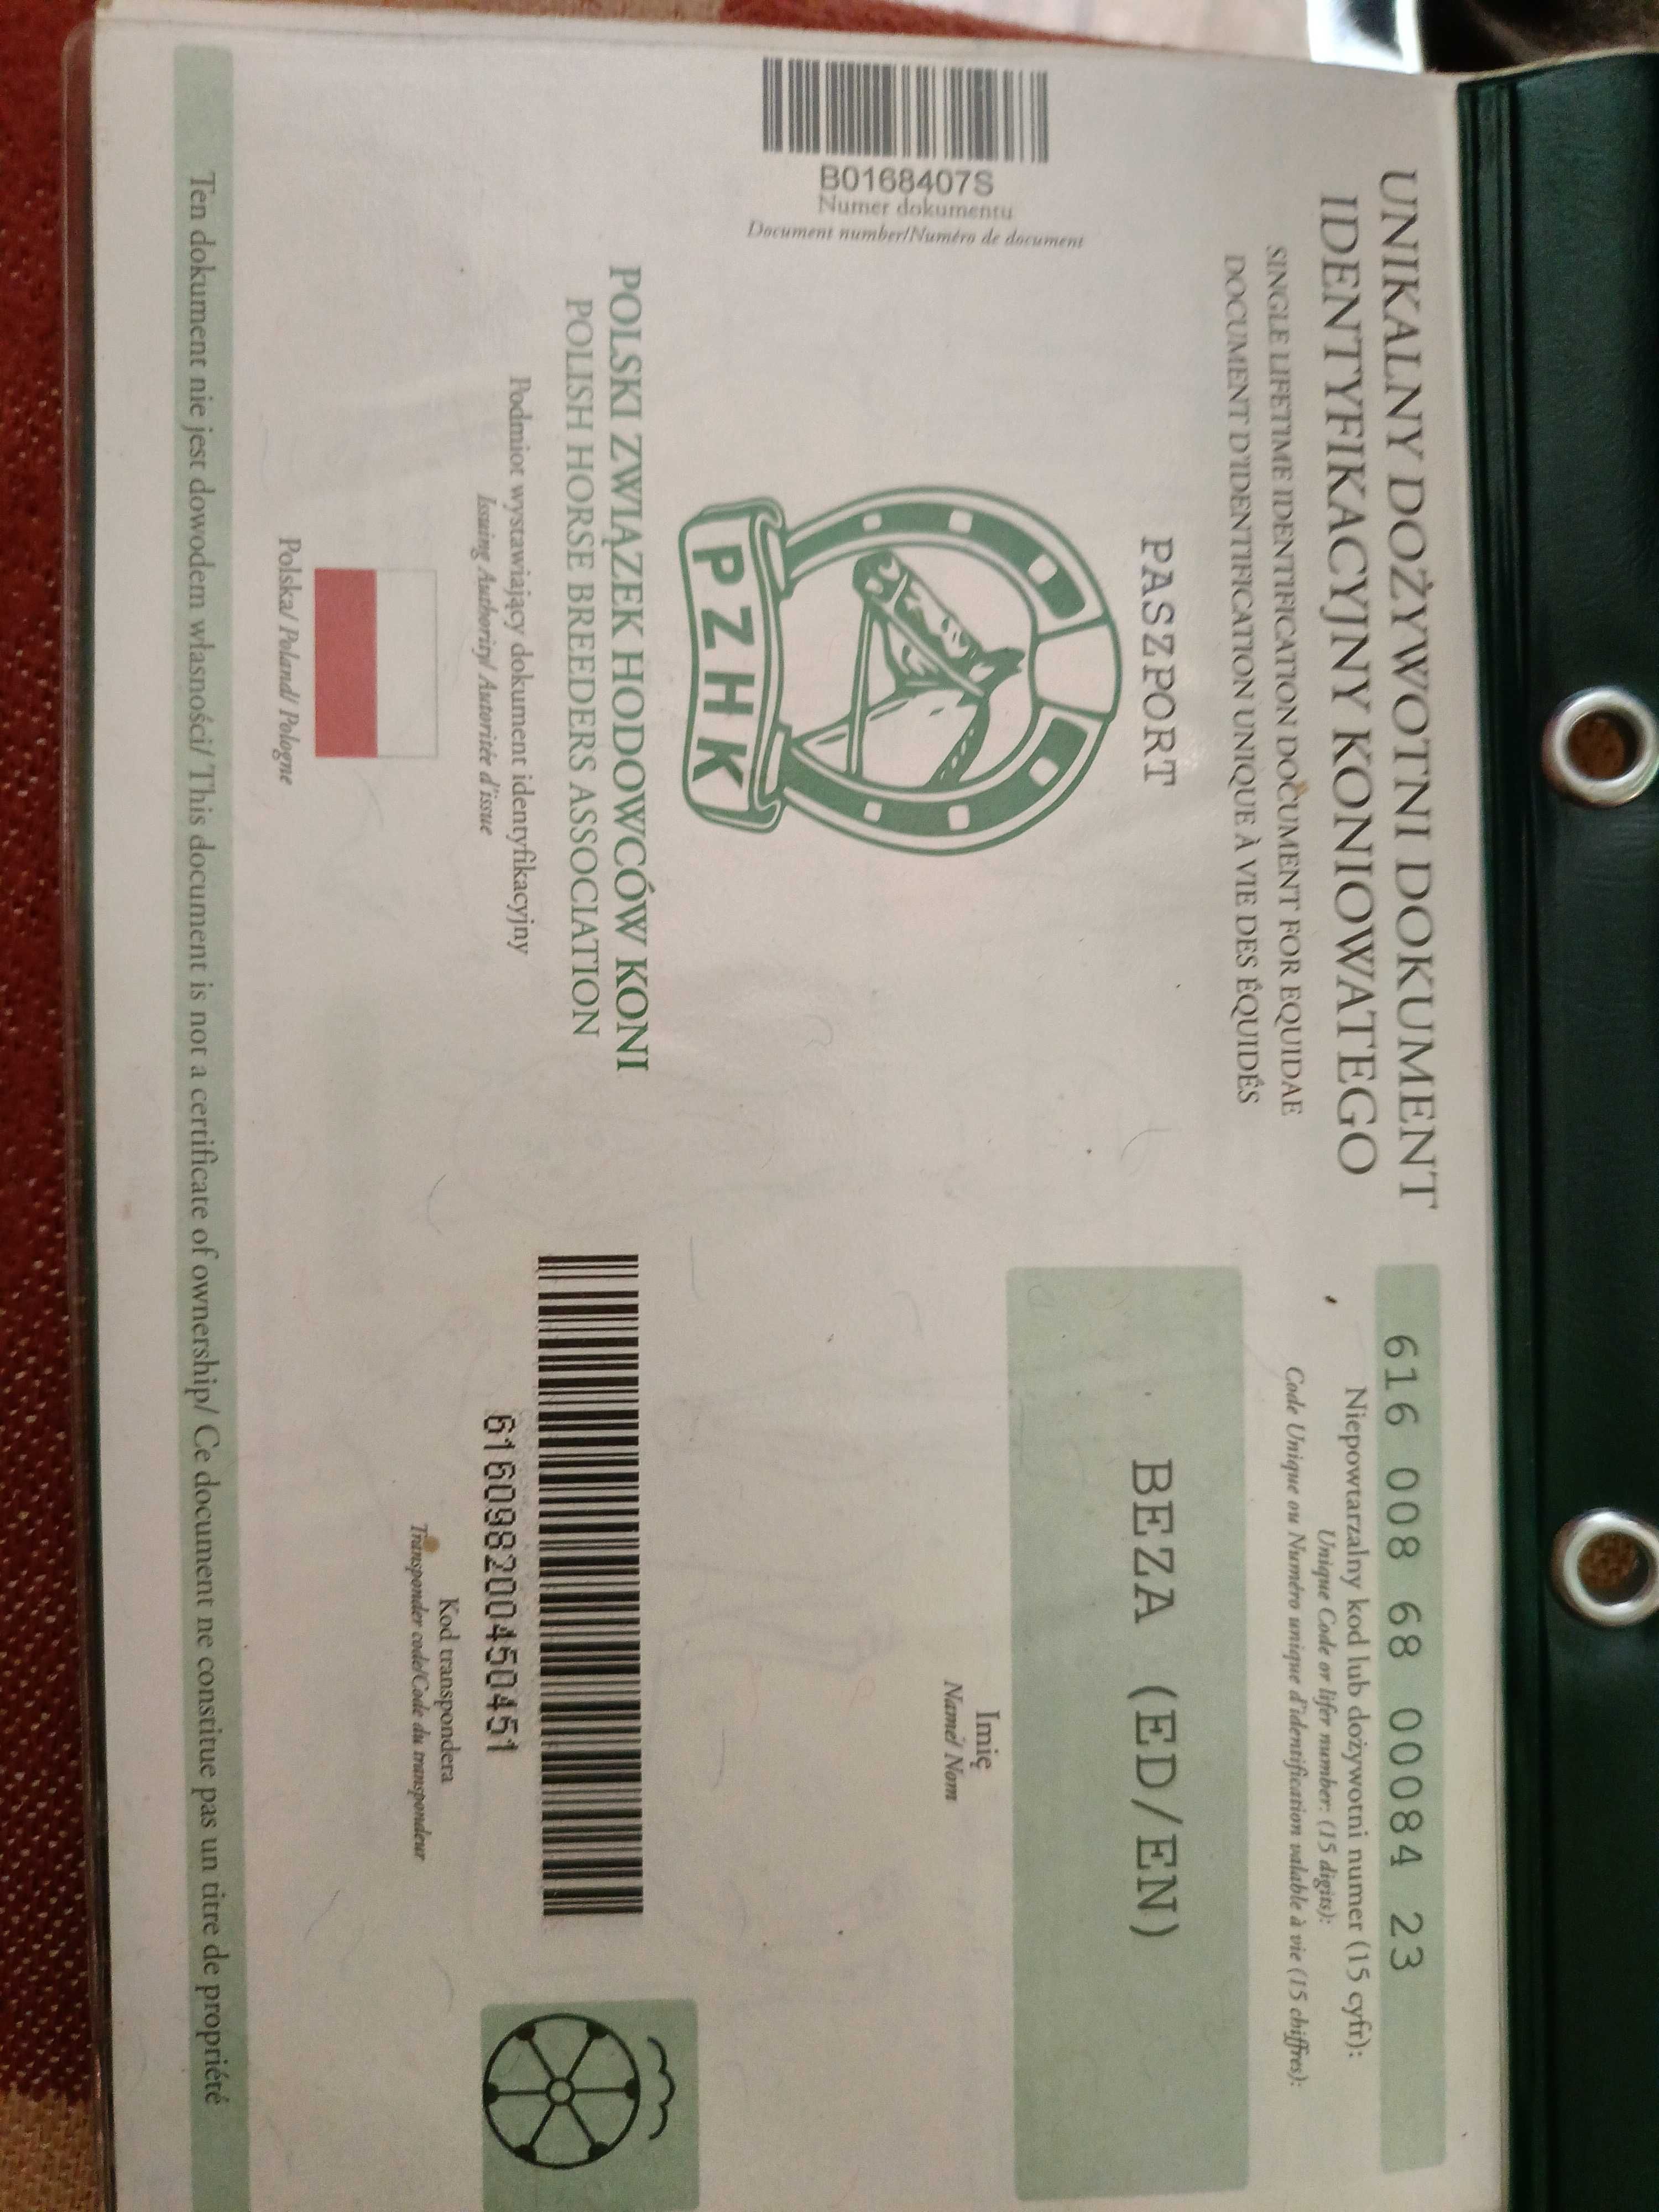 UNIKALNY DOŻYWOTNI DOKUMENT
IDENTYFIKACYJNY KONIOWATEGO
SINGLE LIFETIME IDENTIFICATION DOCUMENT FOR EQUIDAE
DOCUMENT D'IDENTIFICATION UNIQUE À VIE DES ÉQUIDÉS
616 008 68 00084 23
Niepowtarzalny kod lub dożywotni numer (15 cyfr):
Unique Code or lifer number: (15 digits):
Code Unique ou Numéro unique d'identification valable à vie (15 chiffres):
PASZPORT
B0168407S
Numer dokumentu
Document number/Numéro de document
PZHK
BEZA (ED/EN)
Imię
Name/ Nom
POLSKI ZWIĄZEK HODOWCÓW KONI
POLISH HORSE BREEDERS ASSOCIATION
Podmiot wystawiający dokument identyfikacyjny
Issuing Authority/ Autoritée d'issue
616098200450451
Kod transpondera
Transponder code/Code du transpondeur
Polska/ Poland/ Pologne
Ten dokument nie jest dowodem własności/ This document is not a certificate of ownership/ Ce document ne constitue pas un titre de propriété